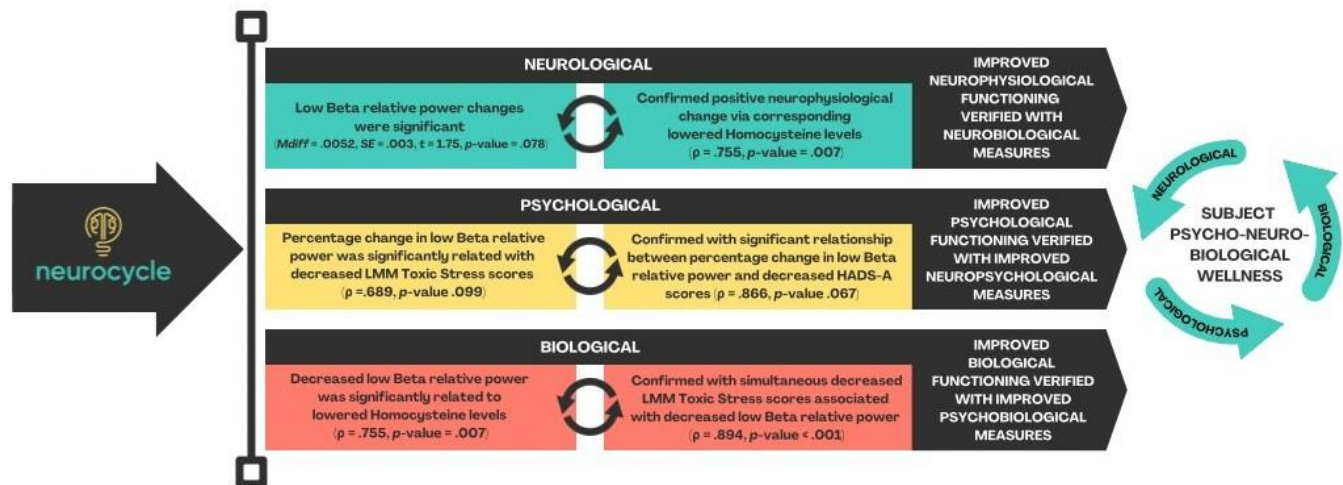 neurocycle
NEUROLOGICAL
Low Beta relative power changes
were significant
(Mdiff = .0052, SE = .003, t = 1.75, p-value = .078)
Confirmed positive neurophysiological
change via corresponding
lowered Homocysteine levels
(ρ = .755, p-value = .007)
IMPROVED
NEUROPHYSIOLOGICAL
FUNCTIONING
VERIFIED WITH
NEUROBIOLOGICAL
MEASURES
PSYCHOLOGICAL
Percentage change in low Beta relative
power was significantly related with
decreased LMM Toxic Stress scores
(ρ =.689, p-value .099)
Confirmed with significant relationship
between percentage change in low Beta
relative power and decreased HADS-A
scores (ρ = .866, p-value .067)
IMPROVED
PSYCHOLOGICAL
FUNCTIONING VERIFIED
WITH IMPROVED
NEUROPSYCHOLOGICAL
MEASURES
BIOLOGICAL
Decreased low Beta relative power
was significantly related to
lowered Homocysteine levels
(ρ = .755, p-value = .007)
Confirmed with simultaneous decreased
LMM Toxic Stress scores associated
with decreased low Beta relative power
(ρ = .894, p-value < .001)
IMPROVED
BIOLOGICAL
FUNCTIONING VERIFIED
WITH IMPROVED
PSYCHOBIOLOGICAL
MEASURES
NEUROLOGICAL
BIOLOGICAL
PSYCHOLOGICAL
SUBJECT
PSYCHO-NEURO-
BIOLOGICAL
WELLNESS